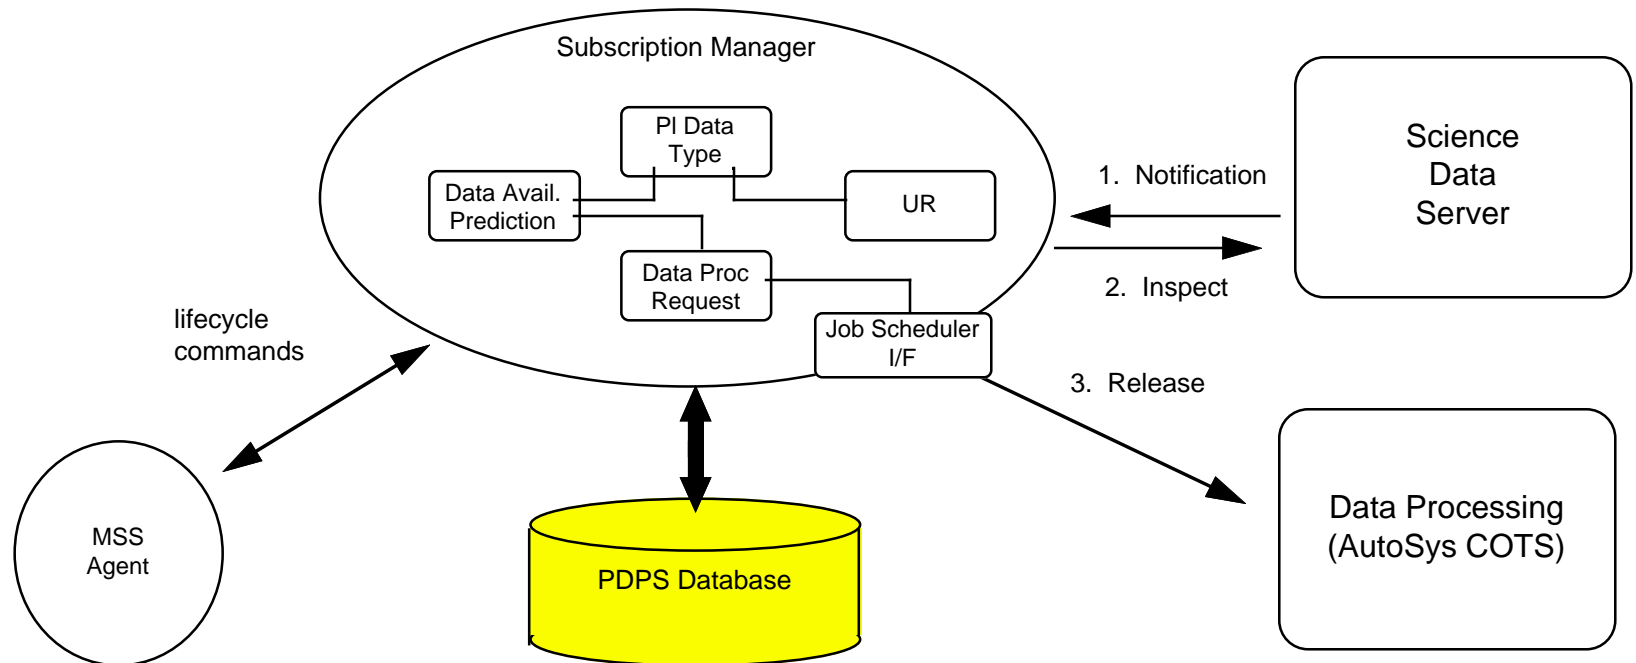 Subscription Manager
Pl Data
Type
Data Avail.
Prediction
UR
Data Proc
Request
Job Scheduler
I/F
1. Notification
2. Inspect
3. Release
Science
Data
Server
lifecycle
commands
MSS
Agent
PDPS Database
Data Processing
(AutoSys COTS)